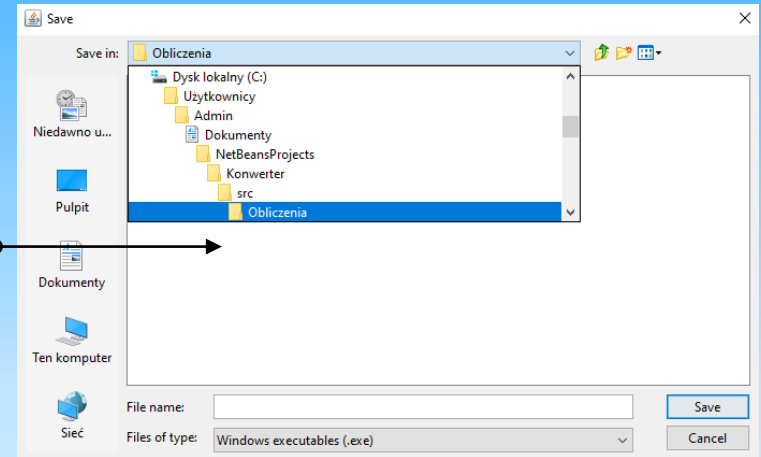 Save
Save in: Obliczenia
Dysk lokalny (C:)
Użytkownicy
Admin
Dokumenty
NetBeansProjects
Konwerter
src
Obliczenia
Niedawno u...
Pulpit
Dokumenty
Ten komputer
Sieć
File name:
Save
Files of type: Windows executables (.exe)
Cancel